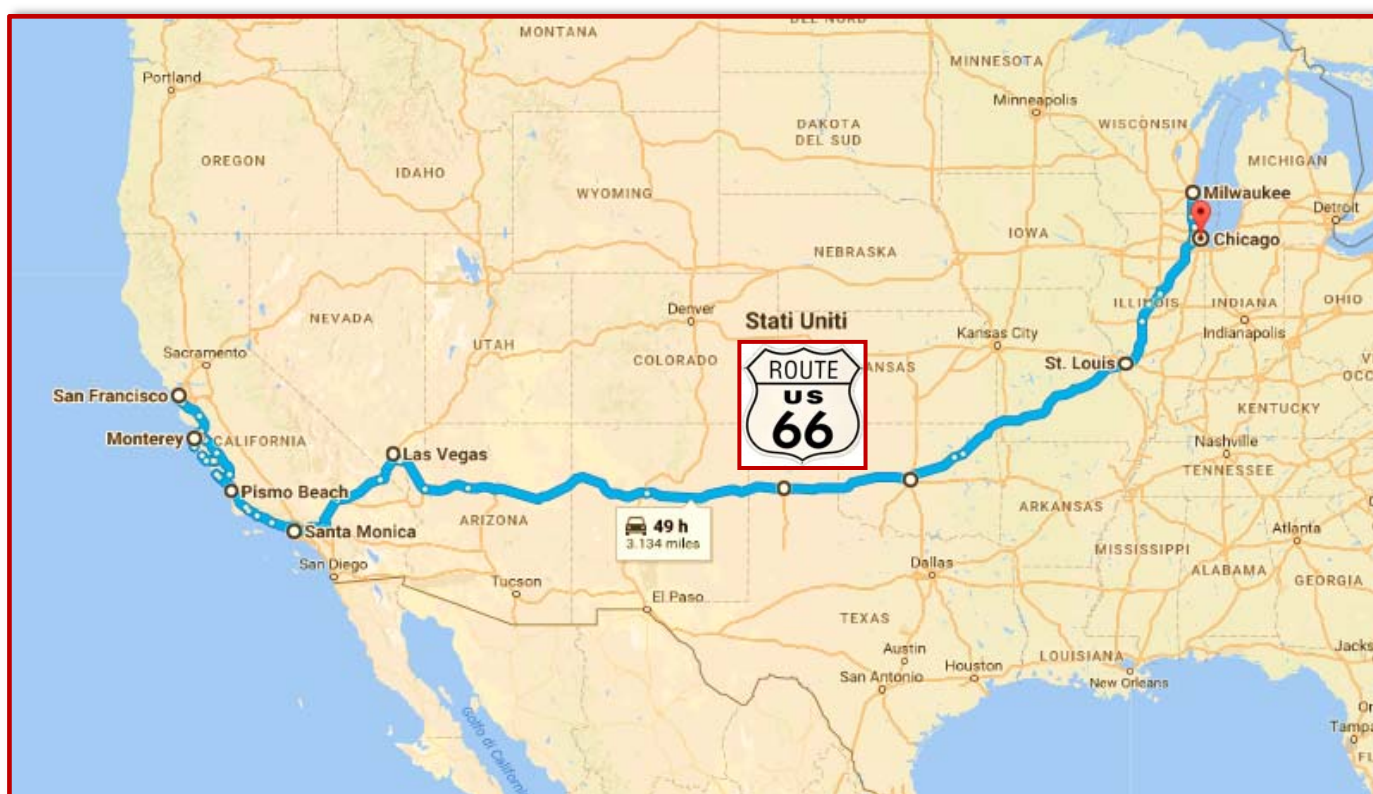 DEL NORD
MONTANA
MINNESOTA
Portland
Minneapolis
DAKOTA
DEL SUD
WISCONSIN
OREGON
IDAHO
MICHIGAN
WYOMING
Milwaukee
Detroit
IOWA
Chicago
NEBRASKA
ILLINOIS
INDIANA
OHIO
Denver
Stati Uniti
NEVADA
Kansas City
Indianapolis
Sacramento
UTAH
COLORADO
St. Louis
ROUTE
US
66
ANSAS
San Francisco
KENTUCKY
Monterey
CALIFORNIA
Las Vegas
Nashville
TENNESSEE
Pismo Beach
ARIZONA
ARKANSAS
49 h
3.134 miles
Santa Monica
Atlanta
MISSISSIPPI
San Diego
Dallas
ALABAMA
GEORGIA
Tucson
El Paso
TEXAS
Austin
Houston
LOUISIANA
Jacks
San Antonio
New Orleans
Golfo di California
Tampa